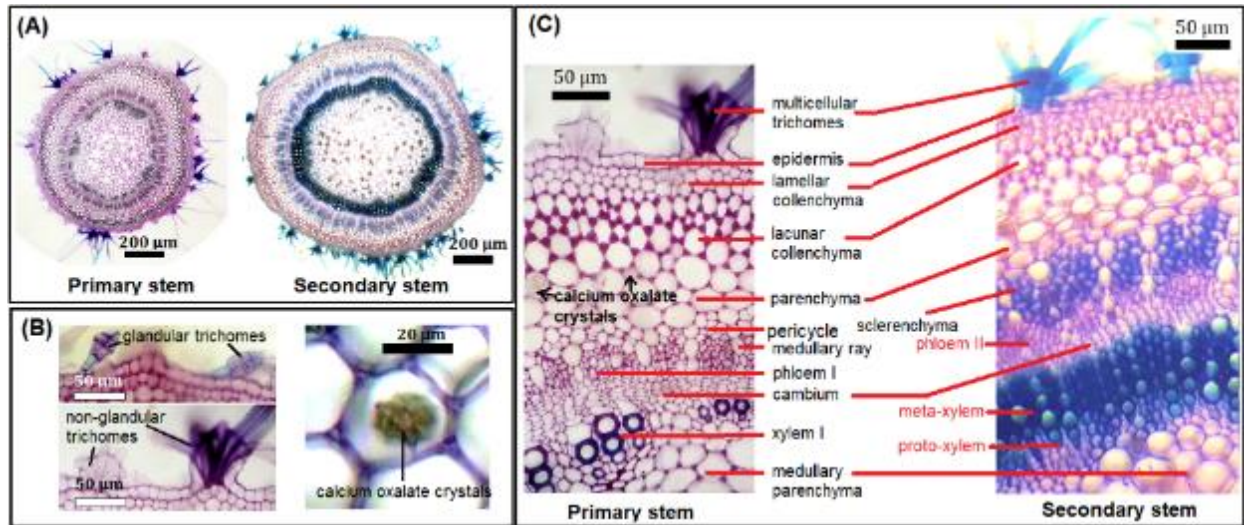 (A)
200 μm
200 μm
Primary stem
Secondary stem
(B)
glandular trichomes
50 μm
non-glandular
trichomes
50 μm
20 μm
calcium oxalate crystals
(C)
50 μm
50 μm
multicellular
trichomes
epidermis
lamellar
collenchyma
lacunar
collenchyma
calcium oxalate
crystals
parenchyma
pericycle
sclerenchyma
medullary ray
phloem II
phloem I
cambium
meta-xylem
xylem I
proto-xylem
medullary
parenchyma
Primary stem
Secondary stem